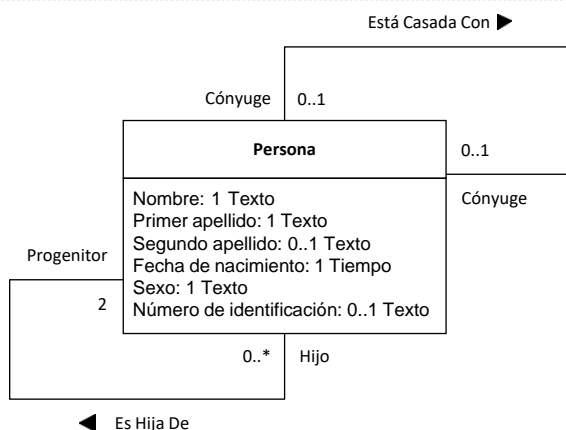 Está Casada Con ▶
Cónyuge 0..1
Persona
0..1
Nombre: 1 Texto
Cónyuge
Primer apellido: 1 Texto
Segundo apellido: 0..1 Texto
Progenitor
Fecha de nacimiento: 1 Tiempo
Sexo: 1 Texto
2
Número de identificación: 0..1 Texto
0..* Hijo
◀ Es Hija De